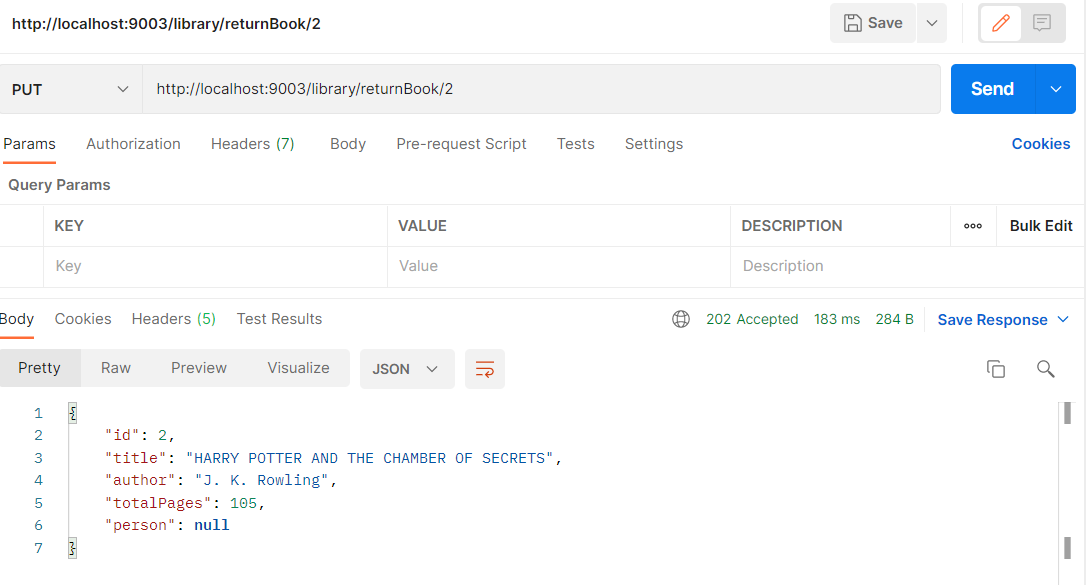 http://localhost:9003/library/returnBook/2 Save
PUT http://localhost:9003/library/returnBook/2 Send
Params Authorization Headers (7) Body Pre-request Script Tests Settings Cookies
Query Params
KEY VALUE DESCRIPTION ooo Bulk Edit
Key Value Description
Body Cookies Headers (5) Test Results 202 Accepted 183 ms 284 B Save Response
Pretty Raw Preview Visualize JSON
1 {
2 "id": 2,
3 "title": "HARRY POTTER AND THE CHAMBER OF SECRETS",
4 "author": "J. K. Rowling",
5 "totalPages": 105,
6 "person": null
7 }